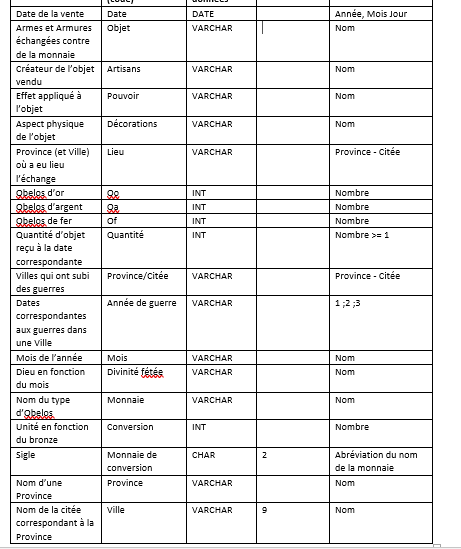 (code) données
Date de la vente Date DATE Année, Mois Jour
Armes et Armures Objet VARCHAR Nom
échangées contre
de la monnaie
Créateur de l'objet Artisans VARCHAR Nom
vendu
Effet appliqué à Pouvoir VARCHAR Nom
l'objet
Aspect physique Décorations VARCHAR Nom
de l'objet
Province (et Ville) Lieu VARCHAR Province - Citée
où a eu lieu
l'échange
Obelos d'or Oo INT Nombre
Obelos d'argent Oa INT Nombre
Obelos de fer Of INT Nombre
Quantité d'objet Quantité INT Nombre >= 1
reçu à la date
correspondante
Villes qui ont subi Province/Citée VARCHAR Province - Citée
des guerres
Dates Année de guerre VARCHAR 1 ;2 ;3
correspondantes
aux guerres dans
une Ville
Mois de l'année Mois VARCHAR Nom
Dieu en fonction Divinité fétée VARCHAR Nom
du mois
Nom du type Monnaie VARCHAR Nom
d'Obelos
Unité en fonction Conversion INT Nombre
du bronze
Sigle Monnaie de CHAR 2 Abréviation du nom
conversion de la monnaie
Nom d'une Province VARCHAR Nom
Province
Nom de la citée Ville VARCHAR 9 Nom
correspondant à la
Province